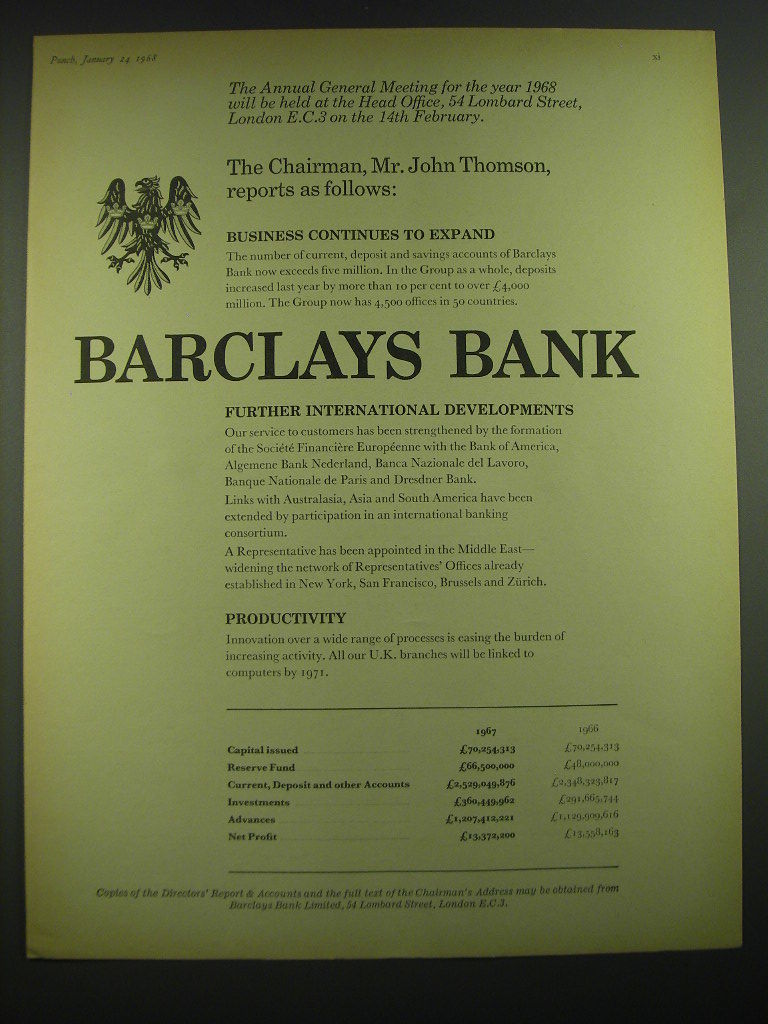 Punch, January 24 1968
xi
The Annual General Meeting for the year 1968
will be held at the Head Office, 54 Lombard Street,
London E.C.3 on the 14th February.
The Chairman, Mr. John Thomson,
reports as follows:
BUSINESS CONTINUES TO EXPAND
The number of current, deposit and savings accounts of Barclays
Bank now exceeds five million. In the Group as a whole, deposits
increased last year by more than 10 per cent to over £4,000
million. The Group now has 4,500 offices in 50 countries.
BARCLAYS BANK
FURTHER INTERNATIONAL DEVELOPMENTS
Our service to customers has been strengthened by the formation
of the Société Financière Européenne with the Bank of America,
Algemene Bank Nederland, Banca Nazionale del Lavoro,
Banque Nationale de Paris and Dresdner Bank.
Links with Australasia, Asia and South America have been
extended by participation in an international banking
consortium.
A Representative has been appointed in the Middle East—
widening the network of Representatives' Offices already
established in New York, San Francisco, Brussels and Zürich.
PRODUCTIVITY
Innovation over a wide range of processes is easing the burden of
increasing activity. All our U.K. branches will be linked to
computers by 1971.
1967 1966
Capital issued £70,254,313 £70,254,313
Reserve Fund £66,500,000 £48,000,000
Current, Deposit and other Accounts £2,529,049,876 £2,348,323,817
Investments £360,449,962 £291,665,744
Advances £1,207,412,221 £1,129,909,616
Net Profit £13,372,200 £13,558,163
Copies of the Directors' Report & Accounts and the full text of the Chairman's Address may be obtained from
Barclays Bank Limited, 54 Lombard Street, London E.C.3.